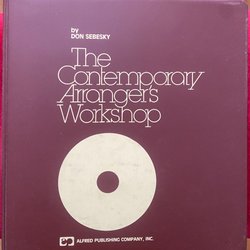 by
DON SEBESKY
The
Contemporary
Arranger's
Workshop
ALFRED PUBLISHING COMPANY, INC.